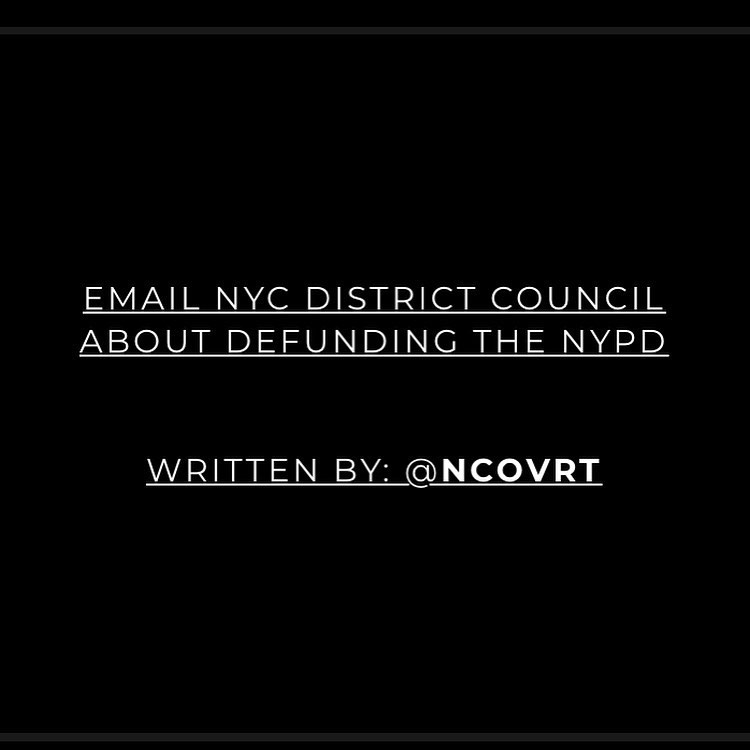 EMAIL NYC DISTRICT COUNCIL
ABOUT DEFUNDING THE NYPD
WRITTEN BY: @NCOVRT